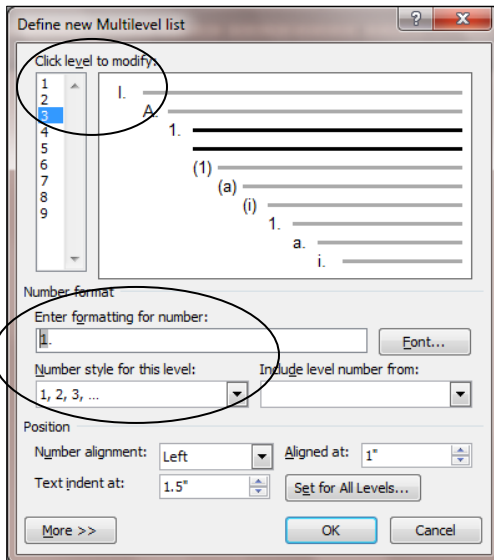 Define new Multilevel list
?
X
Click level to modify:
1
2
3
4
5
6
7
8
9
I.
A.
1.
(1)
(a)
(i)
1.
a.
i.
Number format
Enter formatting for number:
1.
Font...
Number style for this level:
Include level number from:
1, 2, 3, ...
Position
Number alignment:
Left
Aligned at:
1"
Text indent at:
1.5"
Set for All Levels...
More >>
OK
Cancel